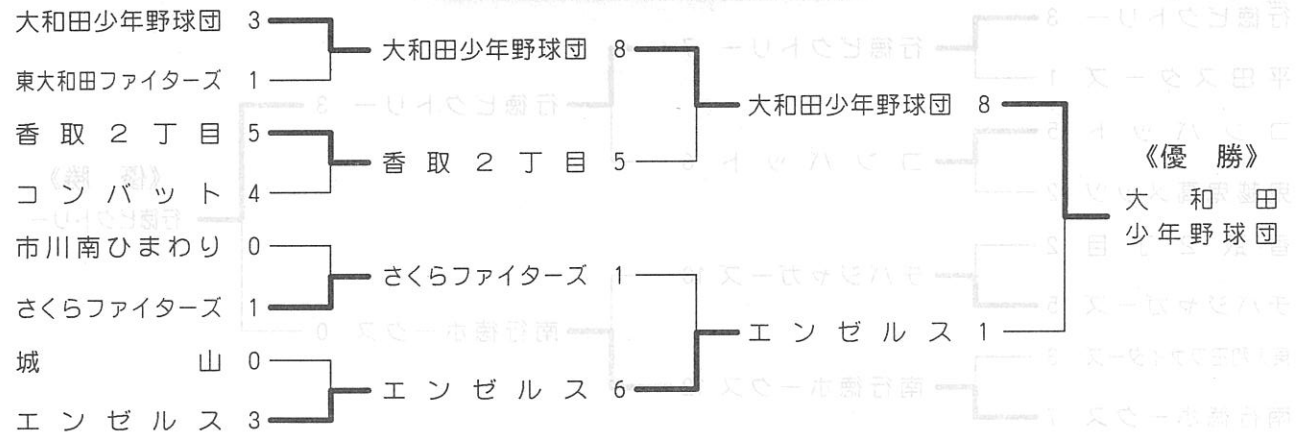 大和田少年野球団 3
東大和田ファイターズ 1
香取2丁目 5
コンバット 4
市川南ひまわり 0
さくらファイターズ 1
城山 0
エンゼルス 3
大和田少年野球団 8
香取2丁目 5
さくらファイターズ 1
エンゼルス 6
大和田少年野球団 8
エンゼルス 1
《優勝》
大和田
少年野球団